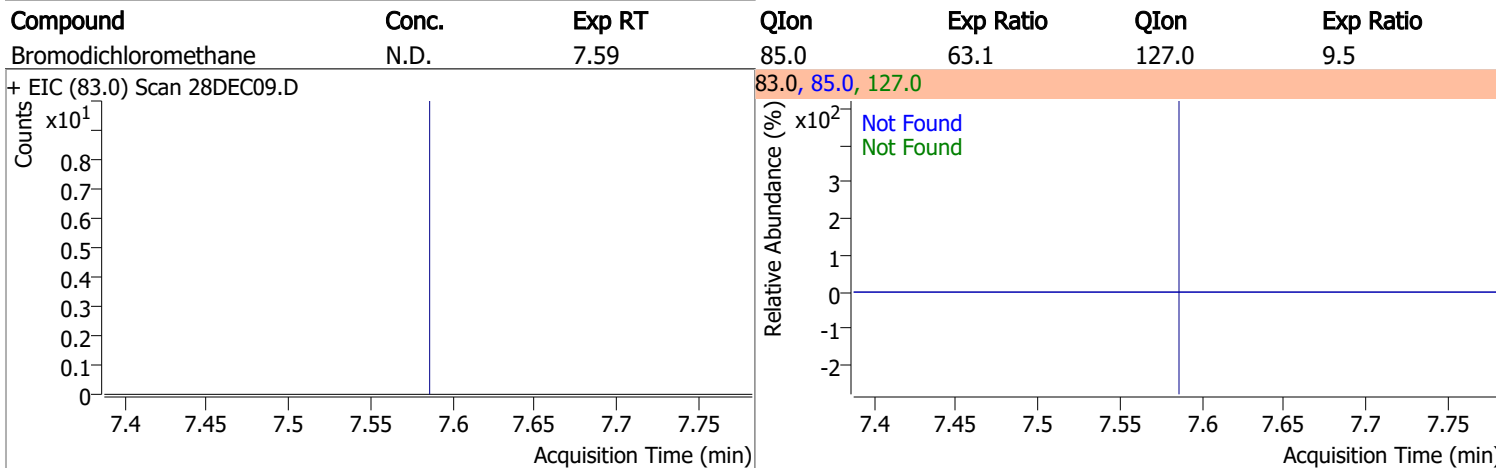 Compound Conc. Exp RT QIon Exp Ratio QIon Exp Ratio
Bromodichloromethane N.D. 7.59 85.0 63.1 127.0 9.5
+ EIC (83.0) Scan 28DEC09.D
Counts
x10¹
0.8
0.7
0.6
0.5
0.4
0.3
0.2
0.1
0
7.4 7.45 7.5 7.55 7.6 7.65 7.7 7.75
Acquisition Time (min)
83.0, 85.0, 127.0
Relative Abundance (%)
x10²
Not Found
Not Found
3
2
1
0
-1
-2
7.4 7.45 7.5 7.55 7.6 7.65 7.7 7.75
Acquisition Time (min)